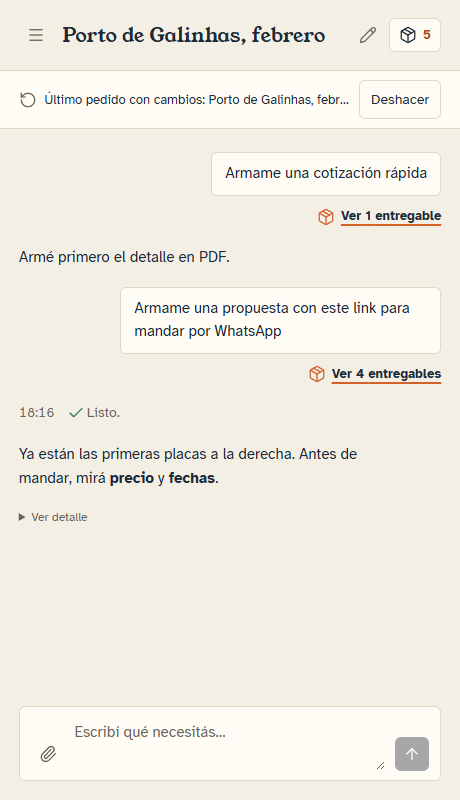 Porto de Galinhas, febrero
5
Último pedido con cambios: Porto de Galinhas, febr...
Deshacer
Armame una cotización rápida
Ver 1 entregable
Armé primero el detalle en PDF.
Armame una propuesta con este link para
mandar por WhatsApp
Ver 4 entregables
18:16 Listo.
Ya están las primeras placas a la derecha. Antes de
mandar, mirá precio y fechas.
Ver detalle
Escribí qué necesitás...